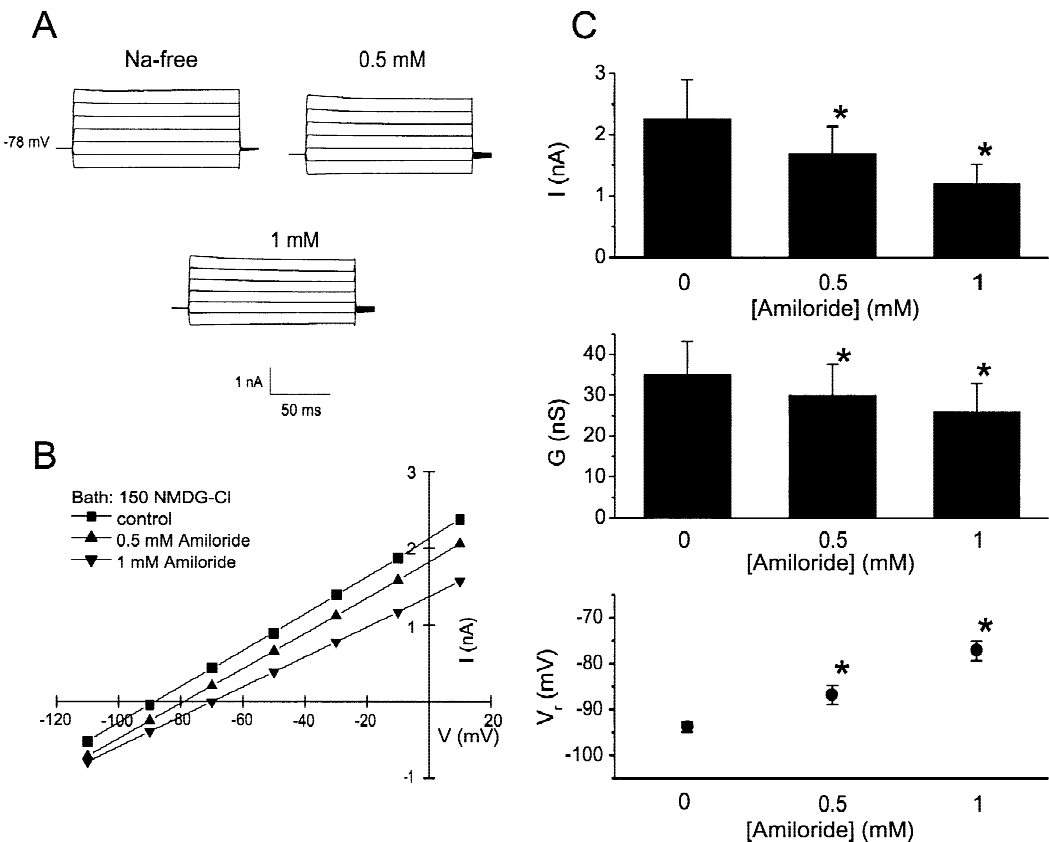 A
Na-free
0.5 mM
-78 mV
1 mM
1 nA
50 ms
B
Bath: 150 NMDG-Cl
control
0.5 mM Amiloride
1 mM Amiloride
3
2
1
-1
I (nA)
-120 -100 -80 -60 -40 -20 20
V (mV)
C
I (nA)
3
2
1
0
* *
0 0.5 1
[Amiloride] (mM)
G (nS)
40
30
20
10
0
* *
0 0.5 1
[Amiloride] (mM)
Vr (mV)
-70
-80
-90
-100
* *
0 0.5 1
[Amiloride] (mM)